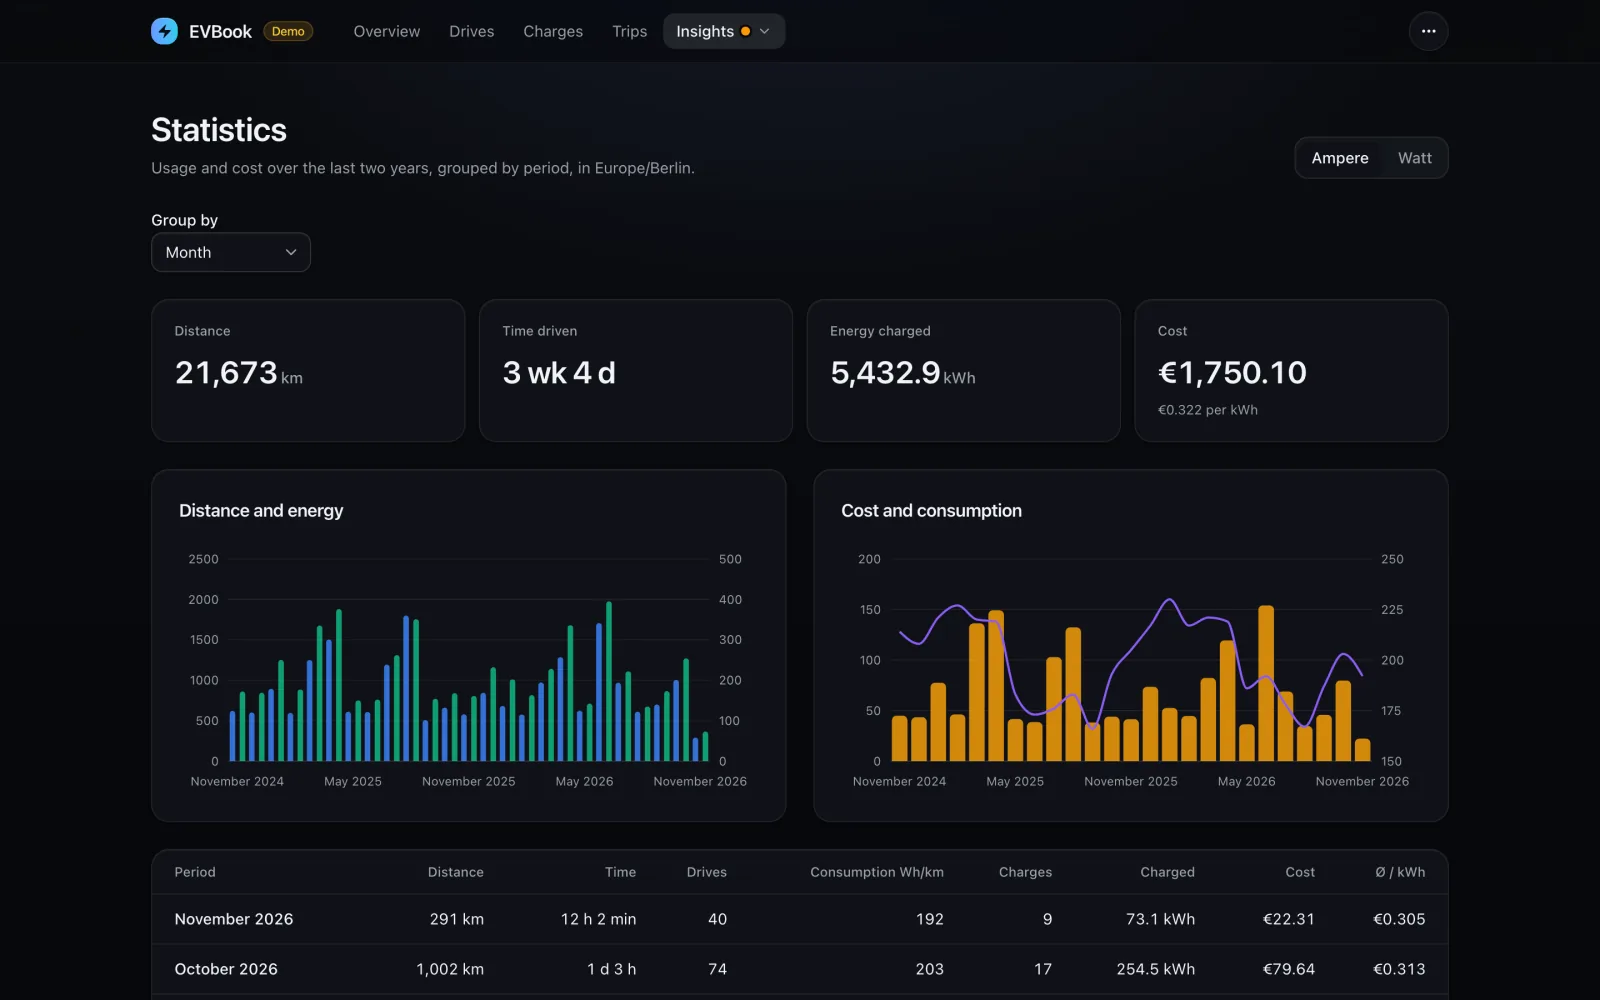 EVBook Demo Overview Drives Charges Trips Insights
Statistics
Usage and cost over the last two years, grouped by period, in Europe/Berlin.
Ampere Watt
Group by
Month
Distance
21,673 km
Time driven
3 wk 4 d
Energy charged
5,432.9 kWh
Cost
€1,750.10
€0.322 per kWh
Distance and energy
2500 500
2000 400
1500 300
1000 200
500 100
0 0
November 2024 May 2025 November 2025 May 2026 November 2026
Cost and consumption
200 250
150 225
100 200
50 175
0 150
November 2024 May 2025 November 2025 May 2026 November 2026
Period Distance Time Drives Consumption Wh/km Charges Charged Cost Ø / kWh
November 2026 291 km 12 h 2 min 40 192 9 73.1 kWh €22.31 €0.305
October 2026 1,002 km 1 d 3 h 74 203 17 254.5 kWh €79.64 €0.313